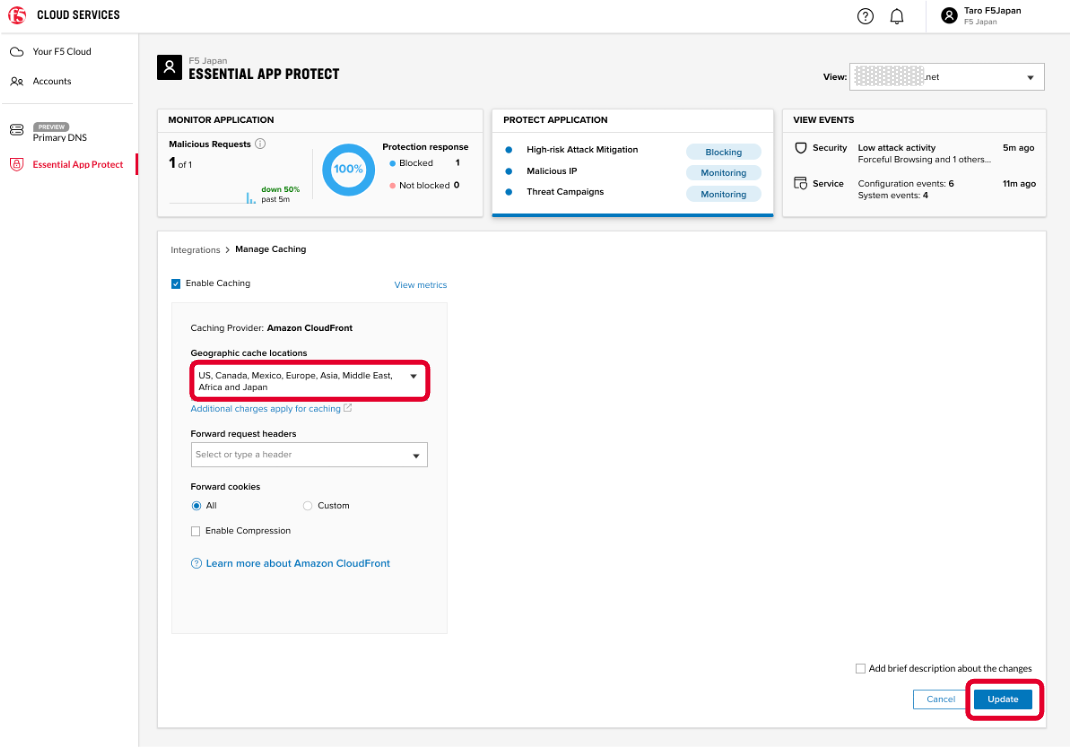 f5
CLOUD SERVICES
Taro F5Japan
F5 Japan
Your F5 Cloud
Accounts
PREVIEW
Primary DNS
Essential App Protect
F5 Japan
ESSENTIAL APP PROTECT
View:
.net
MONITOR APPLICATION
Malicious Requests
1 of 1
down 50%
past 5m
100%
Protection response
Blocked 1
Not blocked 0
PROTECT APPLICATION
High-risk Attack Mitigation Blocking
Malicious IP Monitoring
Threat Campaigns Monitoring
VIEW EVENTS
Security Low attack activity 5m ago
Forceful Browsing and 1 others...
Service Configuration events: 6 11m ago
System events: 4
Integrations > Manage Caching
Enable Caching View metrics
Caching Provider: Amazon CloudFront
Geographic cache locations
US, Canada, Mexico, Europe, Asia, Middle East,
Africa and Japan
Additional charges apply for caching
Forward request headers
Select or type a header
Forward cookies
All Custom
Enable Compression
Learn more about Amazon CloudFront
Add brief description about the changes
Cancel Update